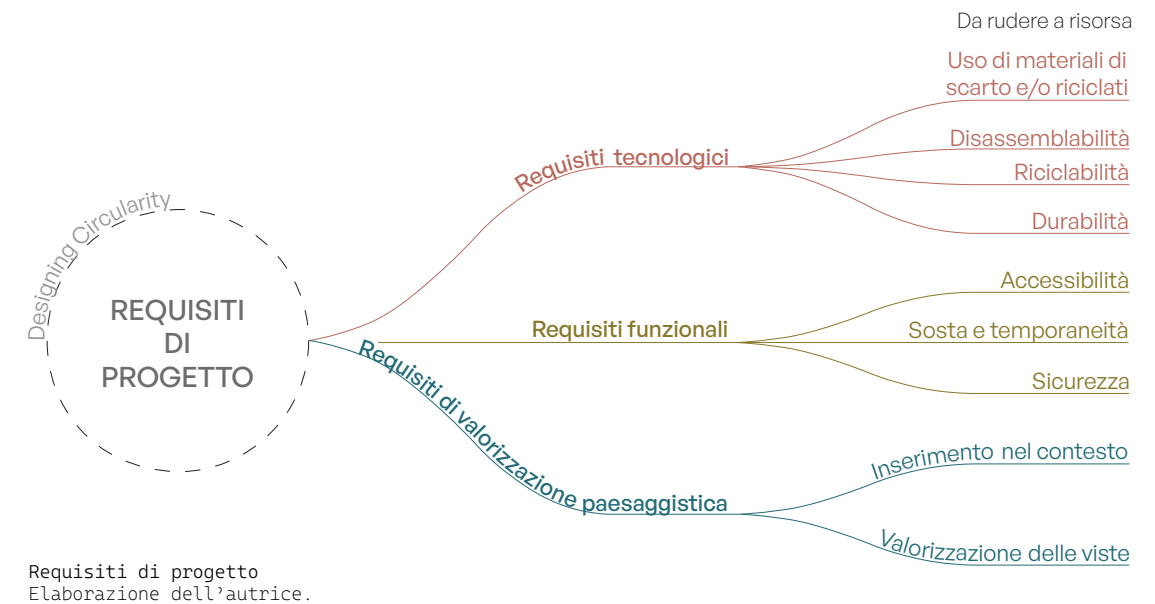 Da rudere a risorsa
Designing Circularity
REQUISITI
DI
PROGETTO
Requisiti tecnologici
Uso di materiali di
scarto e/o riciclati
Disassemblabilità
Riciclabilità
Durabilità
Requisiti funzionali
Accessibilità
Sosta e temporaneità
Sicurezza
Requisiti di valorizzazione paesaggistica
Inserimento nel contesto
Valorizzazione delle viste
Requisiti di progetto
Elaborazione dell’autrice.